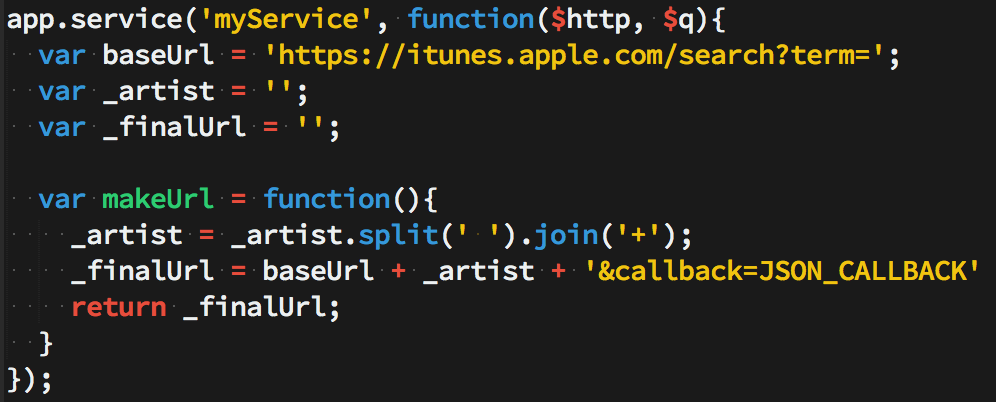 app.service('myService', function($http, $q){
  var baseUrl = 'https://itunes.apple.com/search?term=';
  var _artist = '';
  var _finalUrl = '';

  var makeUrl = function(){
    _artist = _artist.split(' ').join('+');
    _finalUrl = baseUrl + _artist + '&callback=JSON_CALLBACK'
    return _finalUrl;
  }
});